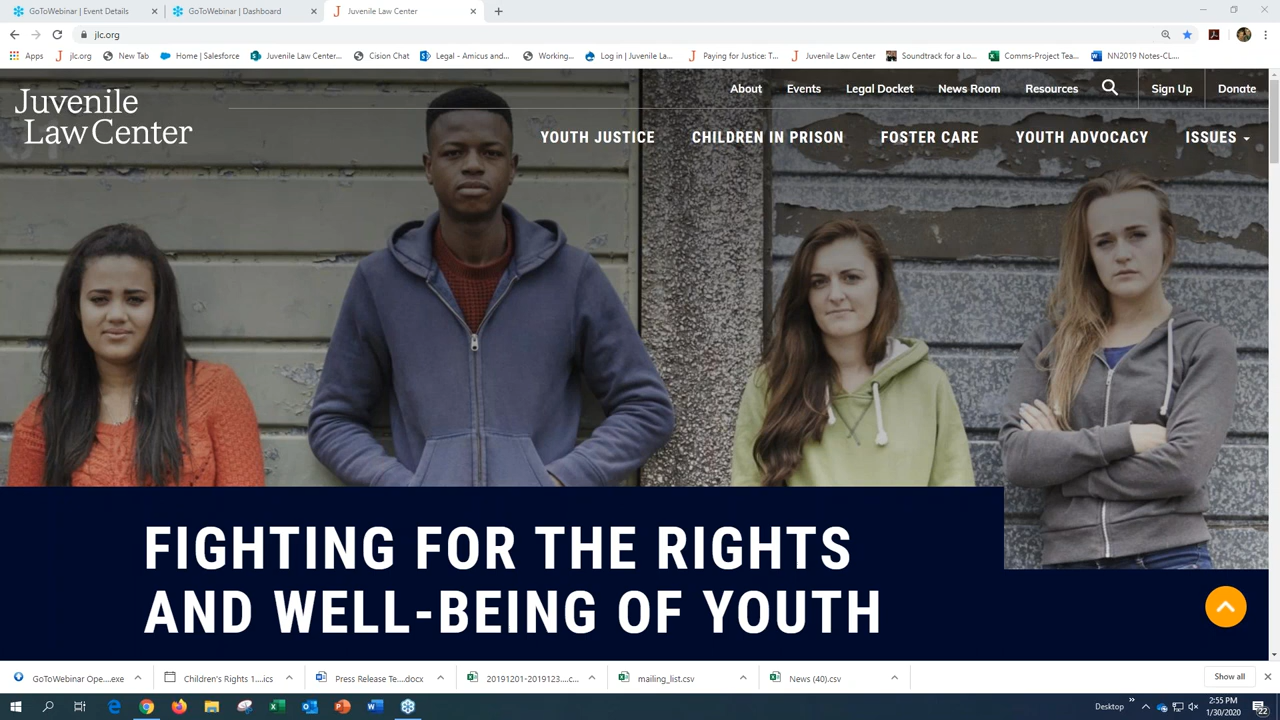 GoToWebinar | Event Details
GoToWebinar | Dashboard
Juvenile Law Center
jlc.org
Apps
jlc.org
New Tab
Home | Salesforce
Juvenile Law Center...
Cision Chat
Legal - Amicus and...
Working...
Log in | Juvenile La...
Paying for Justice: T...
Juvenile Law Center
Soundtrack for a Lo...
Comms-Project Tea...
NN2019 Notes-CL...
Juvenile
Law Center
About
Events
Legal Docket
News Room
Resources
Sign Up
Donate
YOUTH JUSTICE
CHILDREN IN PRISON
FOSTER CARE
YOUTH ADVOCACY
ISSUES
FIGHTING FOR THE RIGHTS
AND WELL-BEING OF YOUTH
GoToWebinar Ope....exe
Children's Rights 1....ics
Press Release Te....docx
20191201-2019123....c...
mailing_list.csv
News (40).csv
Show all
Desktop
2:55 PM
1/30/2020
22